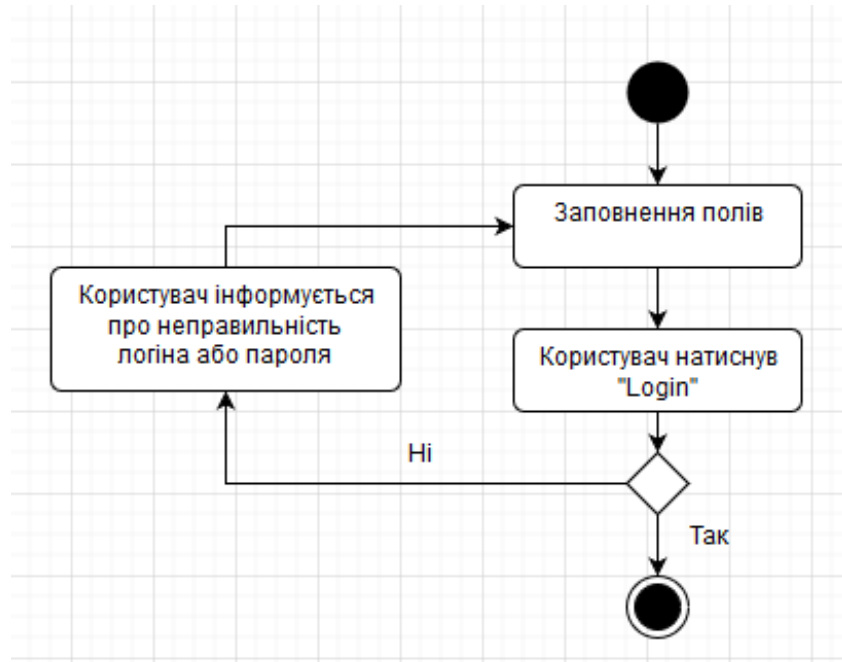 Заповнення полів
Користувач інформується
про неправильність
логіна або пароля
Користувач натиснув
"Login"
Ні
Так